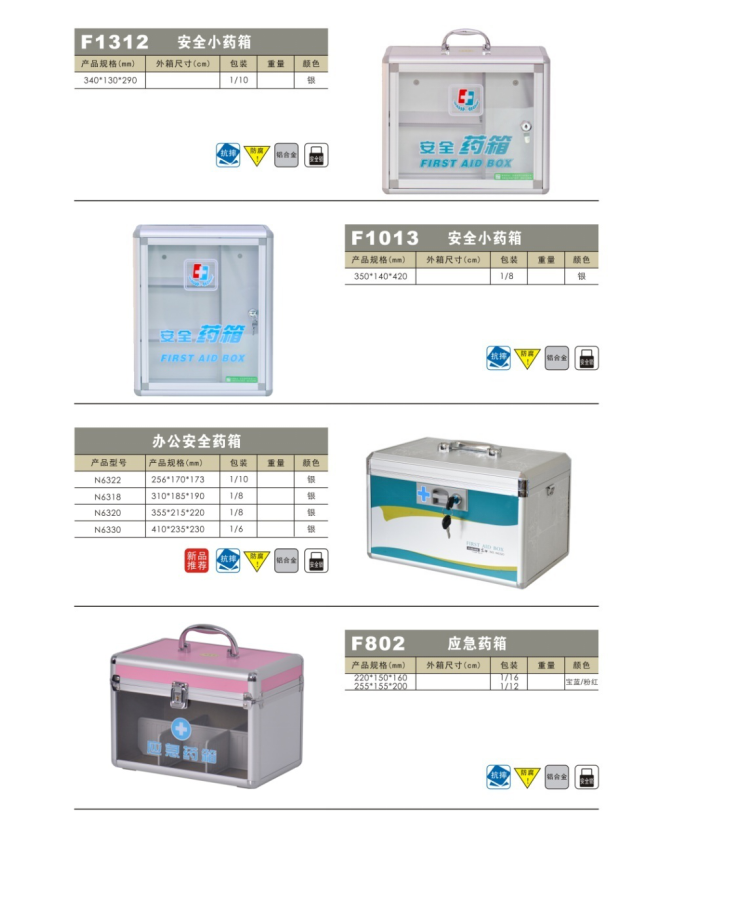 F1312 安全小药箱
产品规格(mm) 外箱尺寸(cm) 包装 重量 颜色
340*130*290 1/10 银
抗摔 防腐! 铝合金 安全锁
安全药箱
FIRST AID BOX
F1013 安全小药箱
产品规格(mm) 外箱尺寸(cm) 包装 重量 颜色
350*140*420 1/8 银
安全药箱
FIRST AID BOX
抗摔 防腐! 铝合金 安全锁
办公安全药箱
产品型号 产品规格(mm) 包装 重量 颜色
N6322 256*170*173 1/10 银
N6318 310*185*190 1/8 银
N6320 355*215*220 1/8 银
N6330 410*235*230 1/6 银
新品
推荐
抗摔 防腐! 铝合金 安全锁
FIRST AID BOX
F802 应急药箱
产品规格(mm) 外箱尺寸(cm) 包装 重量 颜色
220*150*160 1/16
255*155*200 1/12
宝蓝/粉红
应急药箱
抗摔 防腐! 铝合金 安全锁